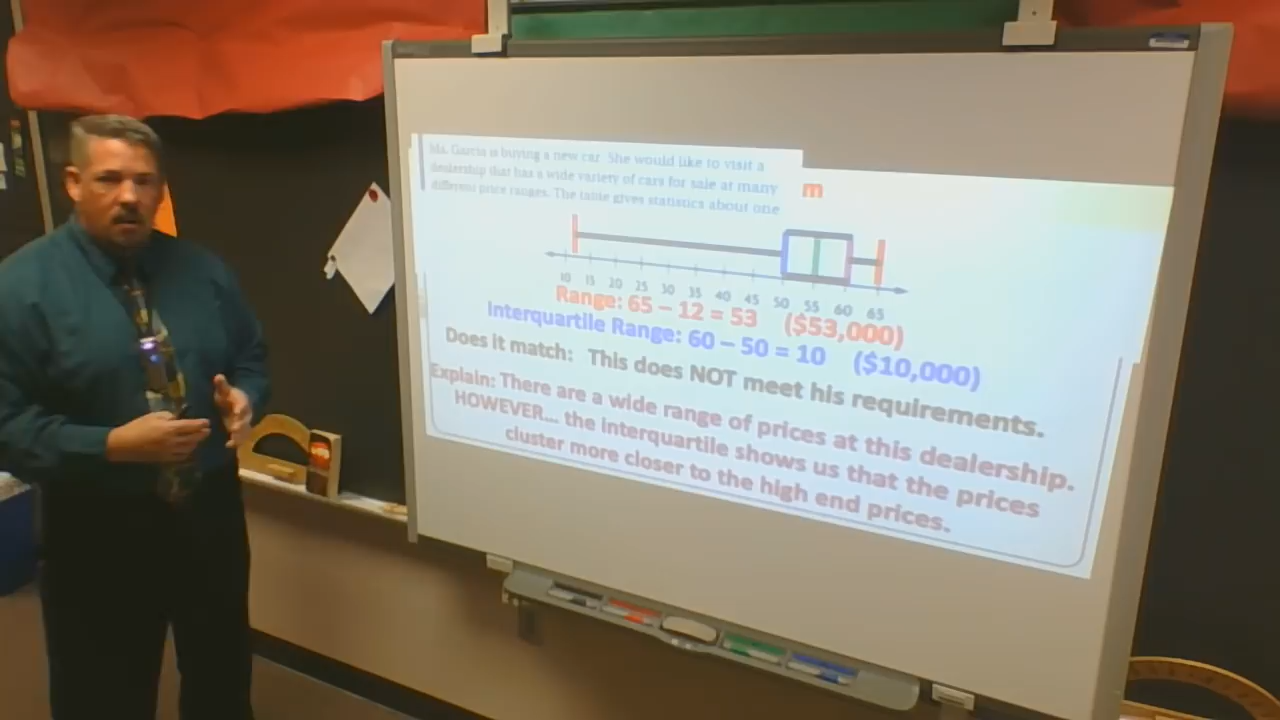 Ms. Garcia is buying a new car. She would like to visit a
dealership that has a wide variety of cars for sale at many
different price ranges. The table gives statistics about one
m
10 15 20 25 30 35 40 45 50 55 60 65
Range: 65 – 12 = 53 ($53,000)
Interquartile Range: 60 – 50 = 10 ($10,000)
Does it match: This does NOT meet his requirements.
Explain: There are a wide range of prices at this dealership.
HOWEVER... the interquartile shows us that the prices
cluster more closer to the high end prices.